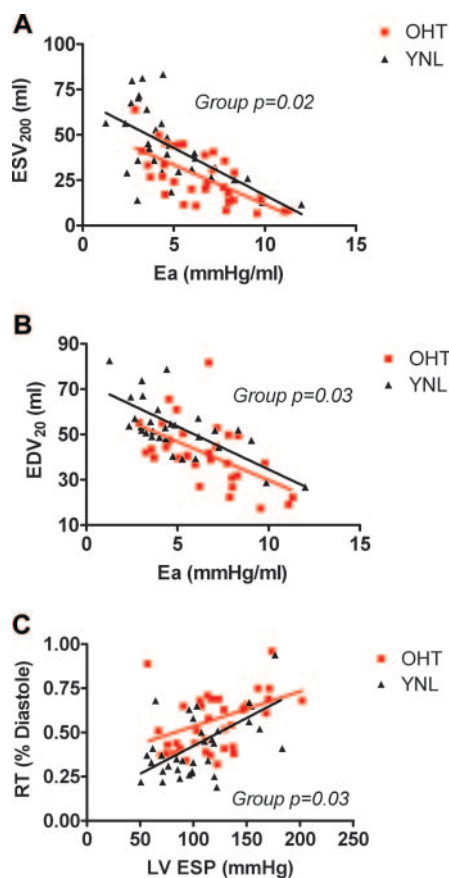 A
OHT
YNL
Group p=0.02
ESV200 (ml)
100
75
50
25
0
0 5 10 15
Ea (mmHg/ml)
B
OHT
YNL
Group p=0.03
EDV20 (ml)
90
70
50
30
10
0 5 10 15
Ea (mmHg/ml)
C
OHT
YNL
Group p=0.03
RT (% Diastole)
1.00
0.75
0.50
0.25
0.00
0 50 100 150 200 250
LV ESP (mmHg)